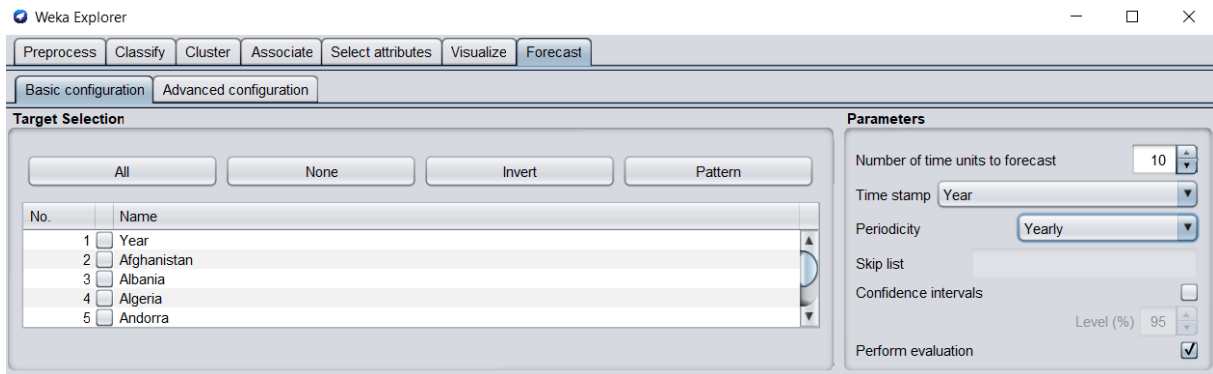 Weka Explorer
Preprocess Classify Cluster Associate Select attributes Visualize Forecast
Basic configuration Advanced configuration
Target Selection
All None Invert Pattern
No. Name
1 Year
2 Afghanistan
3 Albania
4 Algeria
5 Andorra
Parameters
Number of time units to forecast 10
Time stamp Year
Periodicity Yearly
Skip list
Confidence intervals
Level (%) 95
Perform evaluation